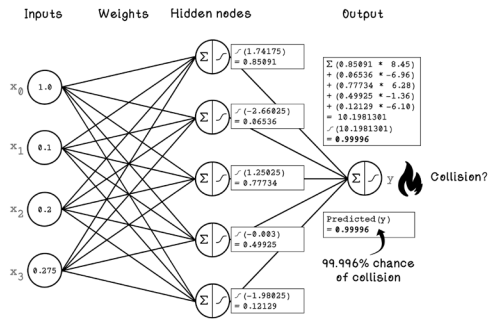 Inputs
Weights
Hidden nodes
Output
x0
1.0
x1
0.1
x2
0.2
x3
0.275
Σ
∫(1.74175)
= 0.85091
Σ
∫(-2.66025)
= 0.06536
Σ
∫(1.25025)
= 0.77734
Σ
∫(-0.003)
= 0.49925
Σ
∫(-1.98025)
= 0.12129
Σ(0.85091 * 8.45)
+ (0.06536 *-6.96)
+ (0.77734 * 6.28)
+ (0.49925 *-1.36)
+ (0.12129 *-6.10)
= 10.1981301
∫(10.1981301)
= 0.99996
Σ
y
Collision?
Predicted(y)
= 0.99996
99.996% chance
of collision